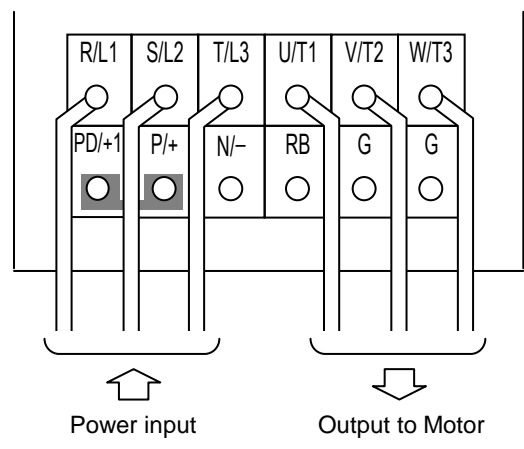 R/L1 S/L2 T/L3 U/T1 V/T2 W/T3
PD/+1 P/+ N/– RB G G
Power input Output to Motor